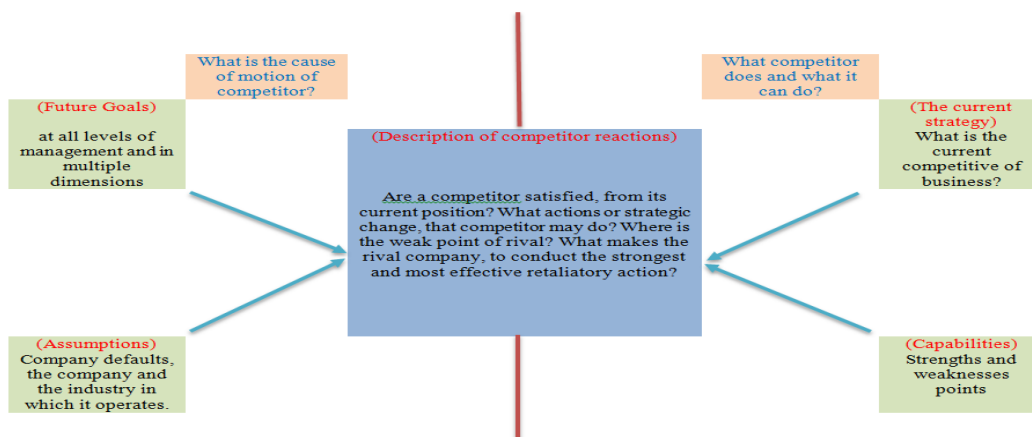 What is the cause
of motion of
competitor?
What competitor
does and what it
can do?
(Future Goals)
at all levels of
management and in
multiple
dimensions
(Description of competitor reactions)
Are a competitor satisfied, from its
current position? What actions or strategic
change, that competitor may do? Where is
the weak point of rival? What makes the
rival company, to conduct the strongest
and most effective retaliatory action?
(The current
strategy)
What is the
current
competitive of
business?
(Assumptions)
Company defaults,
the company and
the industry in
which it operates.
(Capabilities)
Strengths and
weaknesses
points